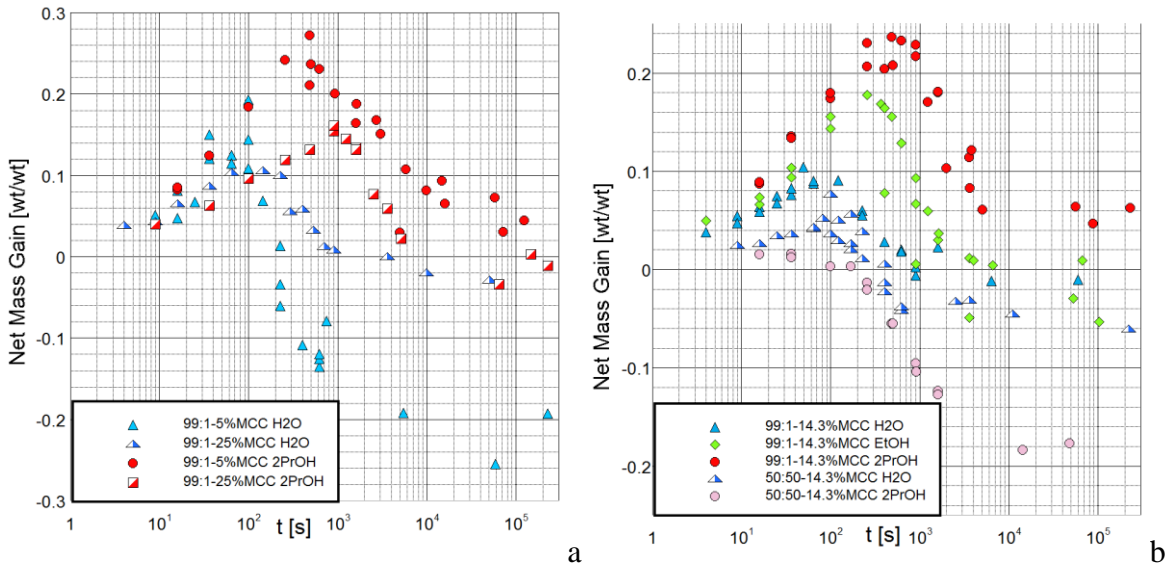 0.3
0.2
0.1
0
-0.1
-0.2
-0.3
Net Mass Gain [wt/wt]
99:1-5%MCC H2O
99:1-25%MCC H2O
99:1-5%MCC 2PrOH
99:1-25%MCC 2PrOH
1 10¹ 10² 10³ 10⁴ 10⁵
t [s]
a
0.2
0.1
0
-0.1
-0.2
Net Mass Gain [wt/wt]
99:1-14.3%MCC H2O
99:1-14.3%MCC EtOH
99:1-14.3%MCC 2PrOH
50:50-14.3%MCC H2O
50:50-14.3%MCC 2PrOH
1 10¹ 10² 10³ 10⁴ 10⁵
t [s]
b